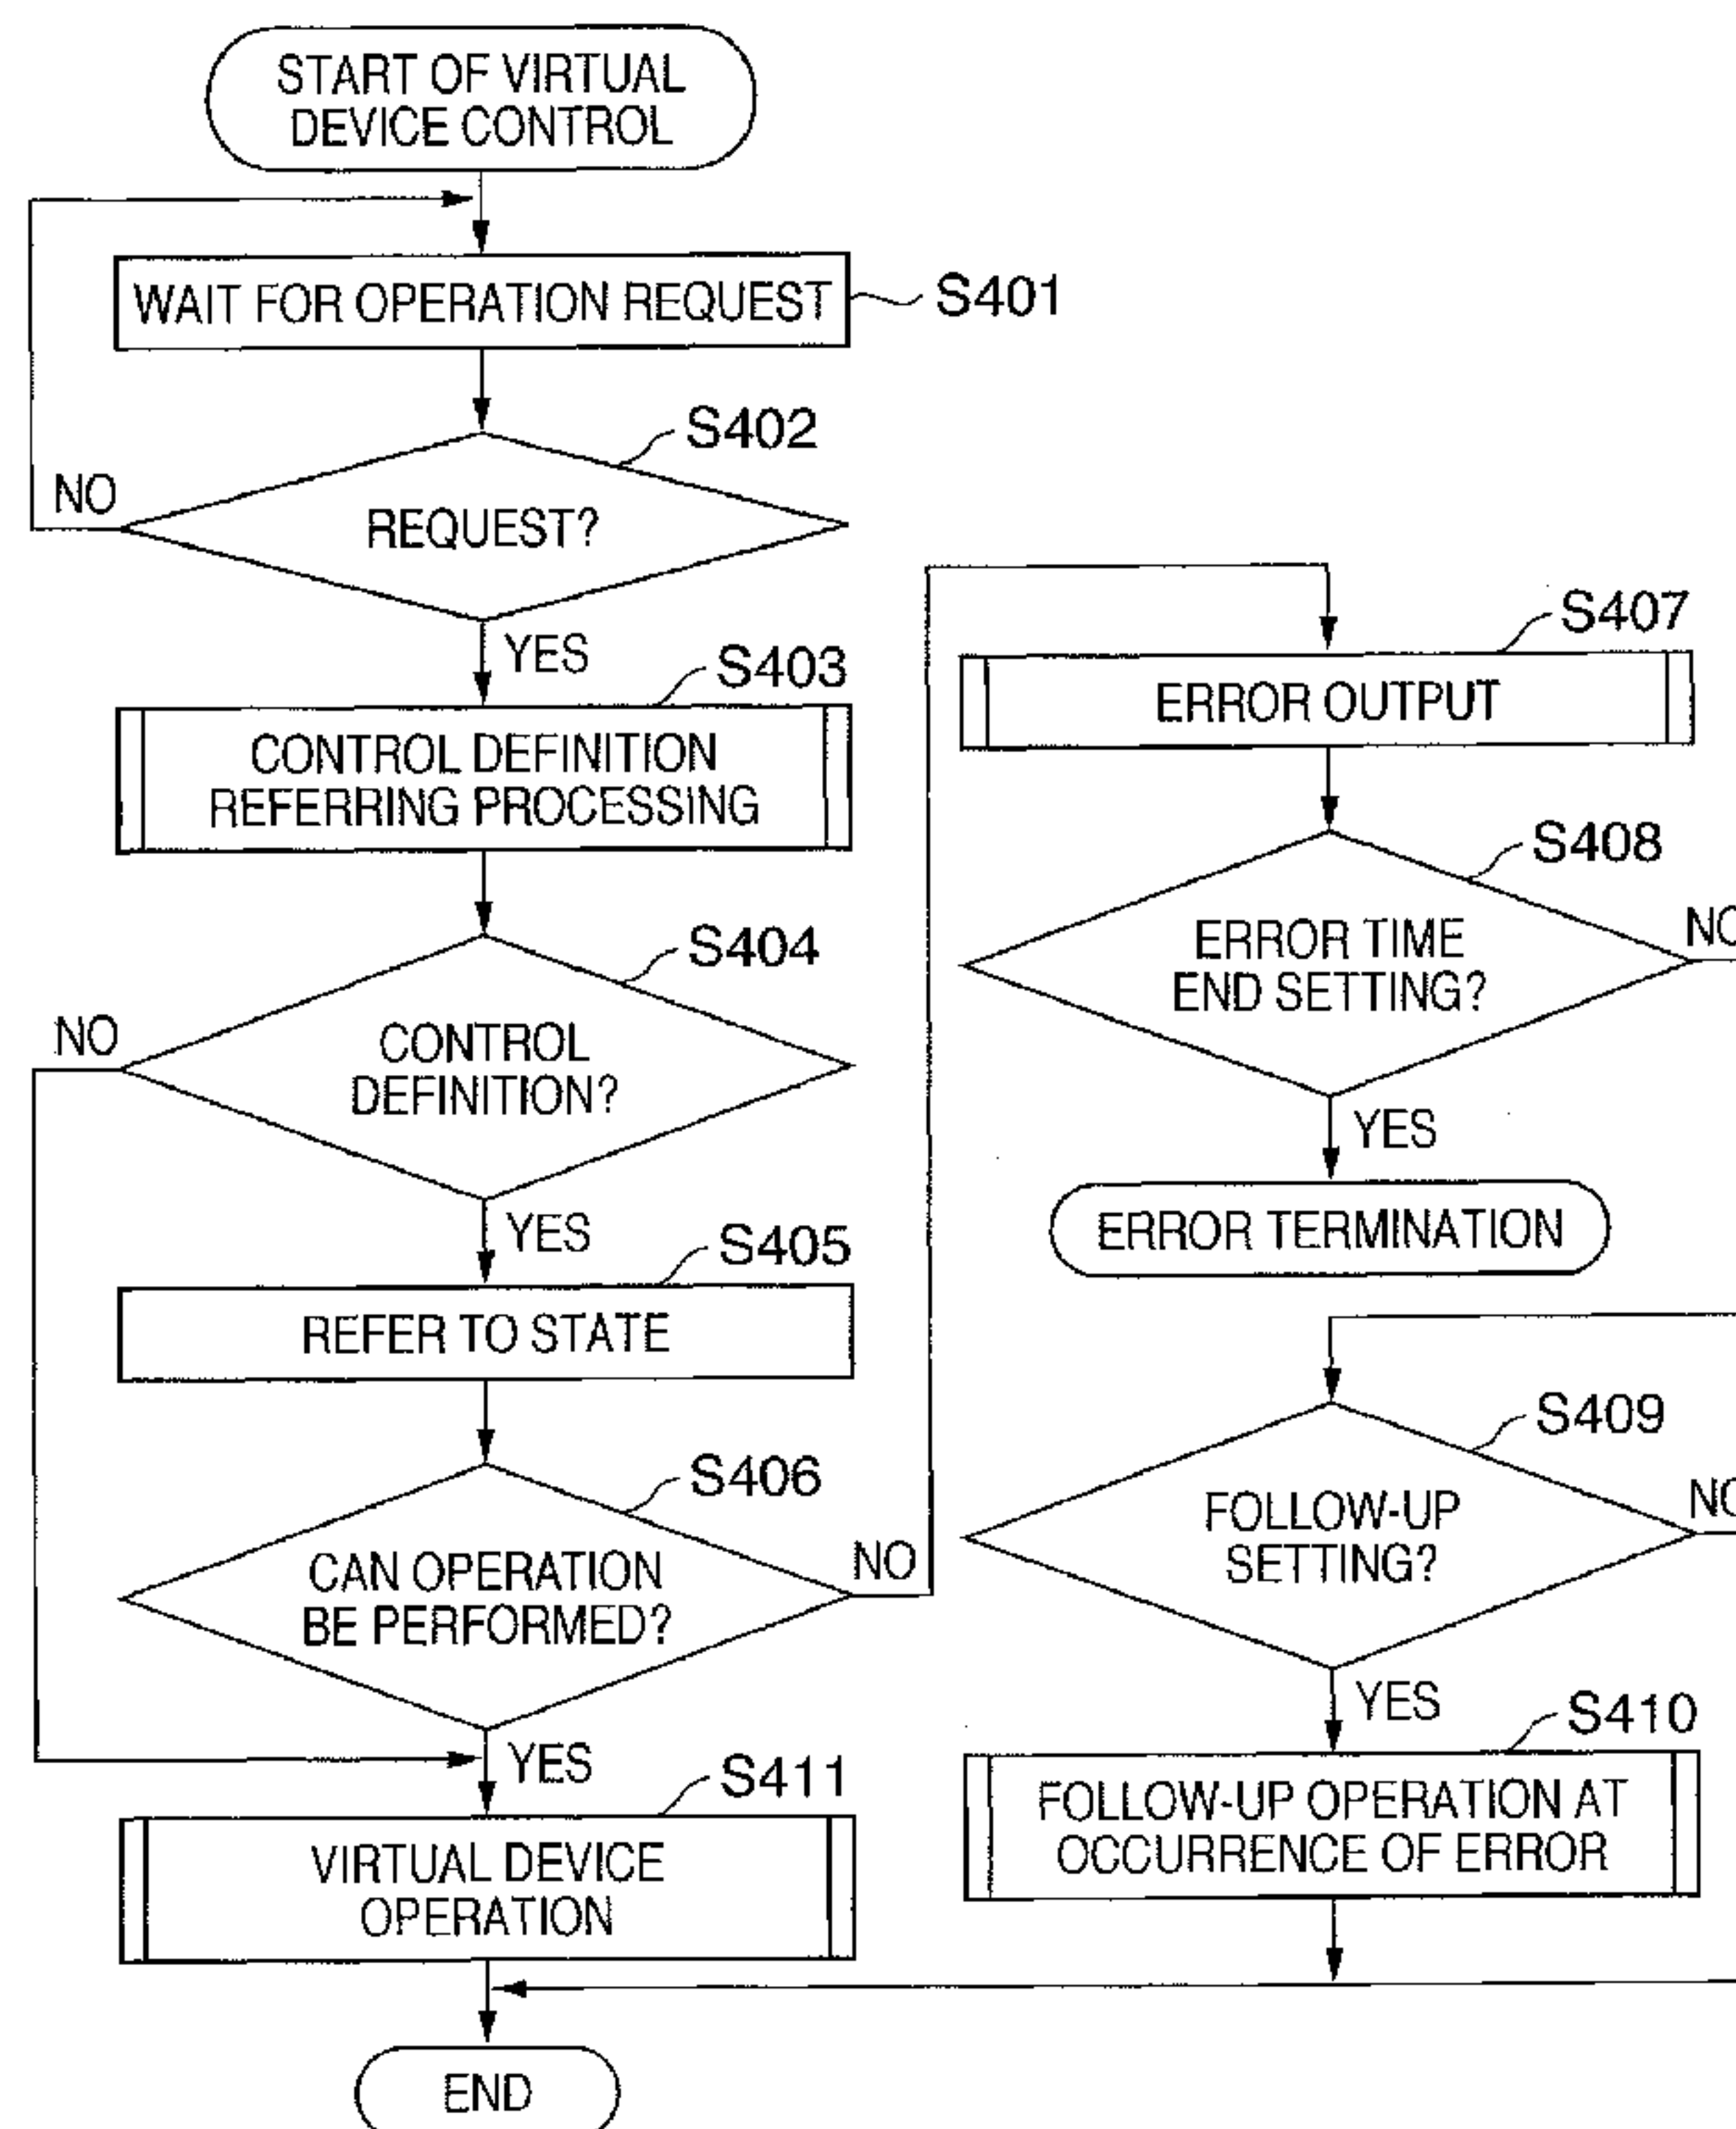 START OF VIRTUAL
DEVICE CONTROL
WAIT FOR OPERATION REQUEST
S401
S402
NO
REQUEST?
YES
S403
CONTROL DEFINITION
REFERRING PROCESSING
S404
NO
CONTROL
DEFINITION?
YES
S405
REFER TO STATE
S406
CAN OPERATION
BE PERFORMED?
NO
YES
S411
VIRTUAL DEVICE
OPERATION
END
S407
ERROR OUTPUT
S408
ERROR TIME
END SETTING?
NO
YES
ERROR TERMINATION
S409
FOLLOW-UP
SETTING?
NO
YES
S410
FOLLOW-UP OPERATION AT
OCCURRENCE OF ERROR